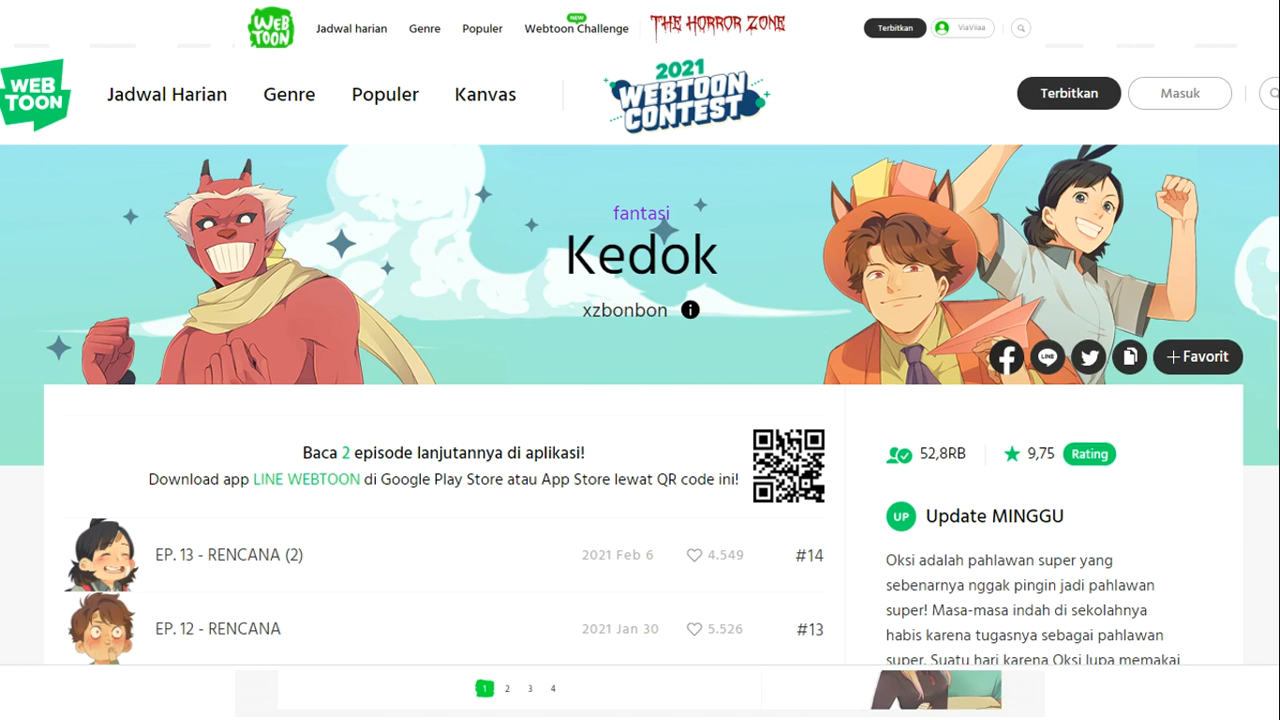 WEB TOON
Jadwal harian Genre Populer Webtoon Challenge NEW THE HORROR ZONE Terbitkan ViaViiaa
WEB TOON
Jadwal Harian Genre Populer Kanvas 2021 WEBTOON CONTEST Terbitkan Masuk
fantasi
Kedok
xzbonbon
LINE
+ Favorit
Baca 2 episode lanjutannya di aplikasi!
Download app LINE WEBTOON di Google Play Store atau App Store lewat QR code ini!
EP. 13 - RENCANA (2) 2021 Feb 6 4.549 #14
EP. 12 - RENCANA 2021 Jan 30 5.526 #13
52,8RB 9,75 Rating
UP Update MINGGU
Oksi adalah pahlawan super yang
sebenarnya nggak pingin jadi pahlawan
super! Masa-masa indah di sekolahnya
habis karena tugasnya sebagai pahlawan
super. Suatu hari karena Oksi lupa memakai
1 2 3 4